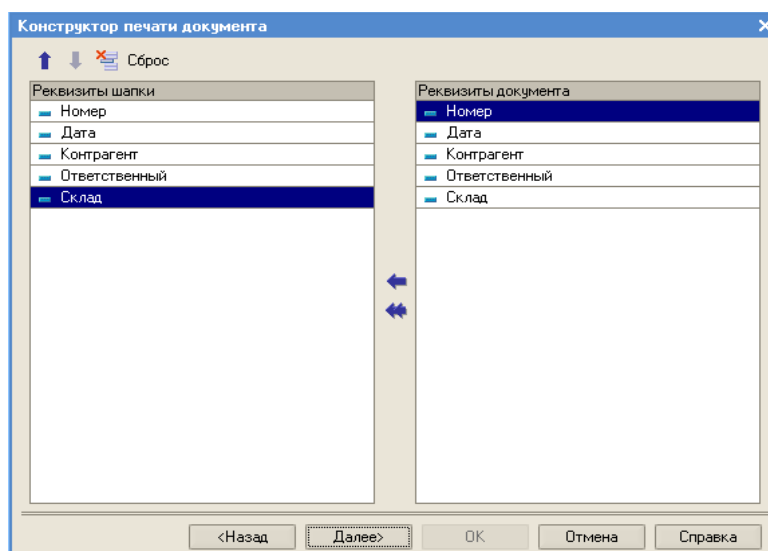 Конструктор печати документа
Сброс
Реквизиты шапки
Номер
Дата
Контрагент
Ответственный
Склад
Реквизиты документа
Номер
Дата
Контрагент
Ответственный
Склад
<Назад
Далее>
OK
Отмена
Справка